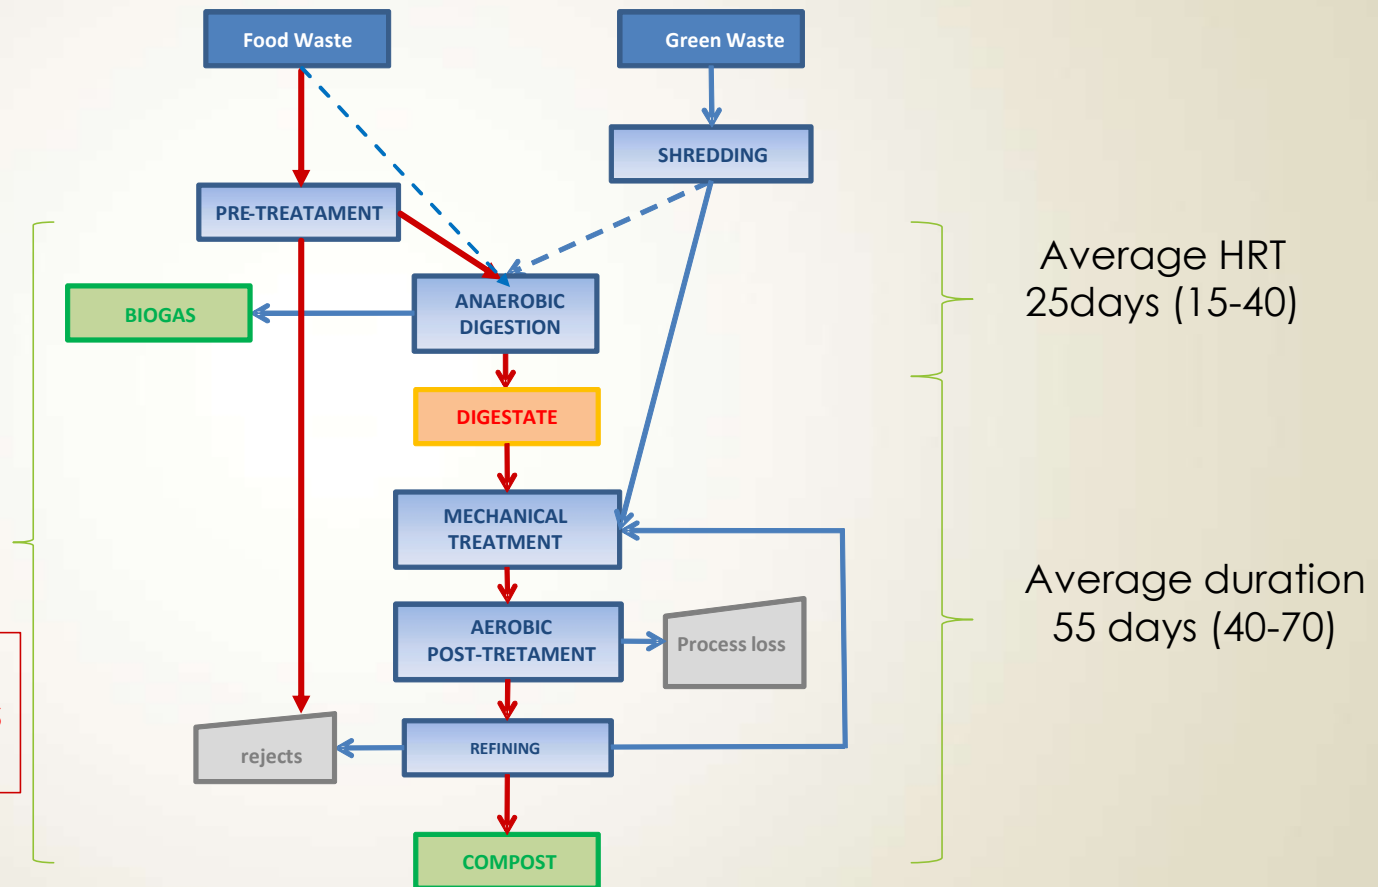 Food Waste
Green Waste
SHREDDING
PRE-TREATAMENT
ANAEROBIC
DIGESTION
BIOGAS
Average HRT
25days (15-40)
DIGESTATE
MECHANICAL
TREATMENT
AEROBIC
POST-TRETAMENT
Process loss
Average duration
55 days (40-70)
rejects
REFINING
COMPOST